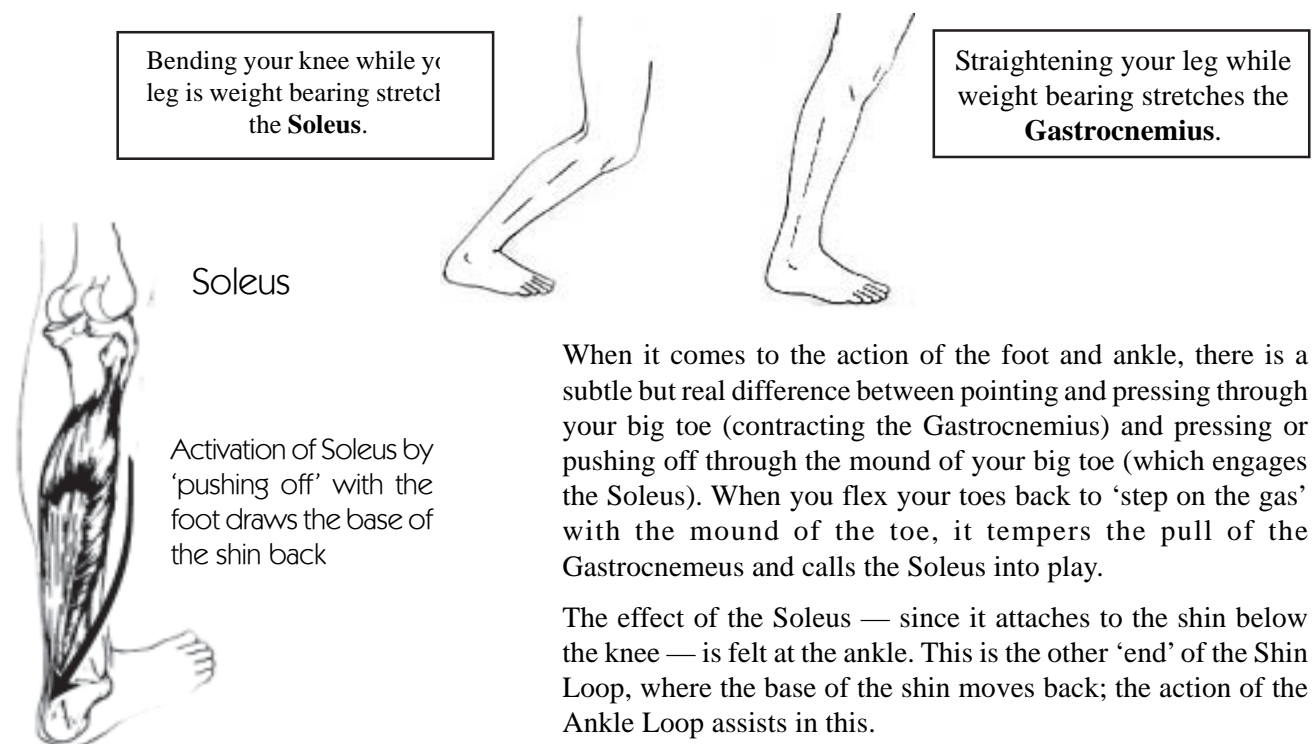 Bending your knee while yo
leg is weight bearing stretch
the Soleus.
Straightening your leg while
weight bearing stretches the
Gastrocnemius.
Soleus
Activation of Soleus by
‘pushing off’ with the
foot draws the base of
the shin back
When it comes to the action of the foot and ankle, there is a
subtle but real difference between pointing and pressing through
your big toe (contracting the Gastrocnemius) and pressing or
pushing off through the mound of your big toe (which engages
the Soleus). When you flex your toes back to ‘step on the gas’
with the mound of the toe, it tempers the pull of the
Gastrocnemeus and calls the Soleus into play.
The effect of the Soleus — since it attaches to the shin below
the knee — is felt at the ankle. This is the other ‘end’ of the Shin
Loop, where the base of the shin moves back; the action of the
Ankle Loop assists in this.